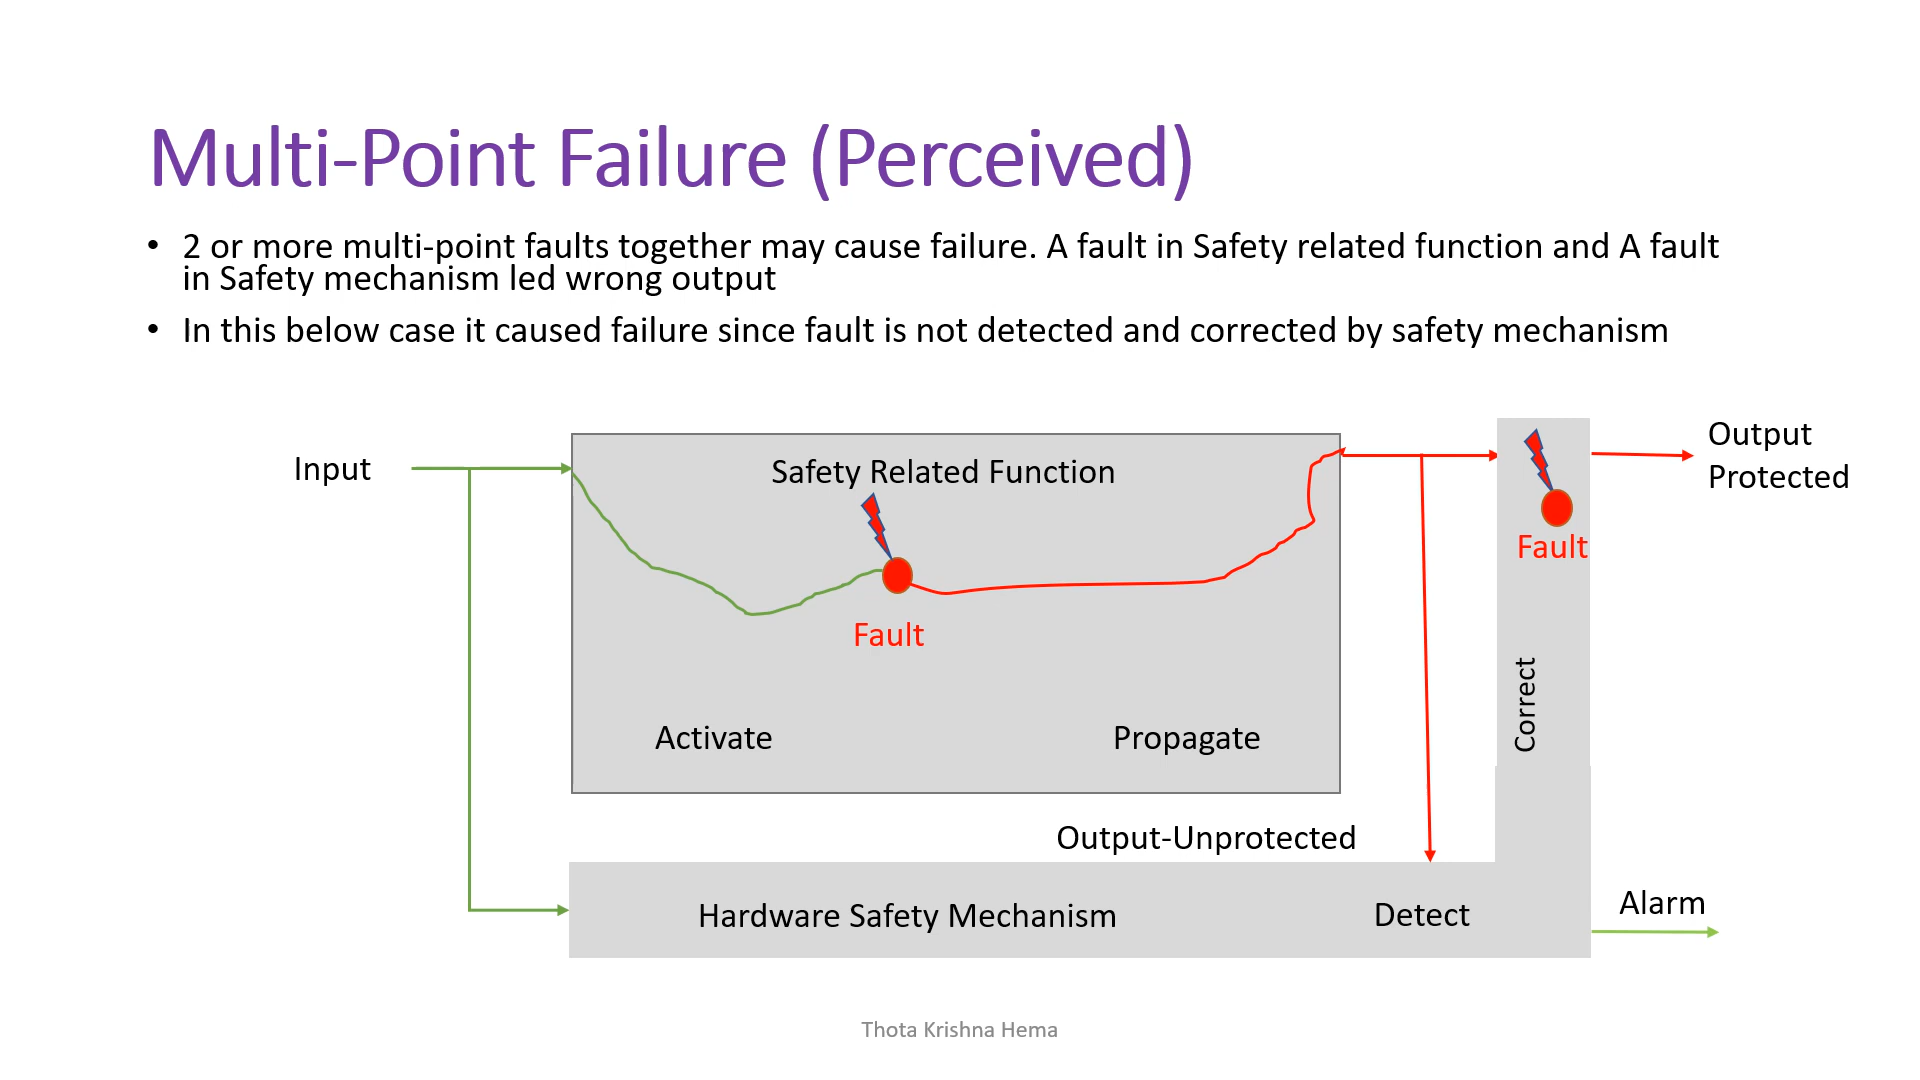 Multi-Point Failure (Perceived)
• 2 or more multi-point faults together may cause failure. A fault in Safety related function and A fault
in Safety mechanism led wrong output
• In this below case it caused failure since fault is not detected and corrected by safety mechanism
Input
Safety Related Function
Fault
Activate
Propagate
Output
Protected
Fault
Correct
Output-Unprotected
Hardware Safety Mechanism
Detect
Alarm
Thota Krishna Hema